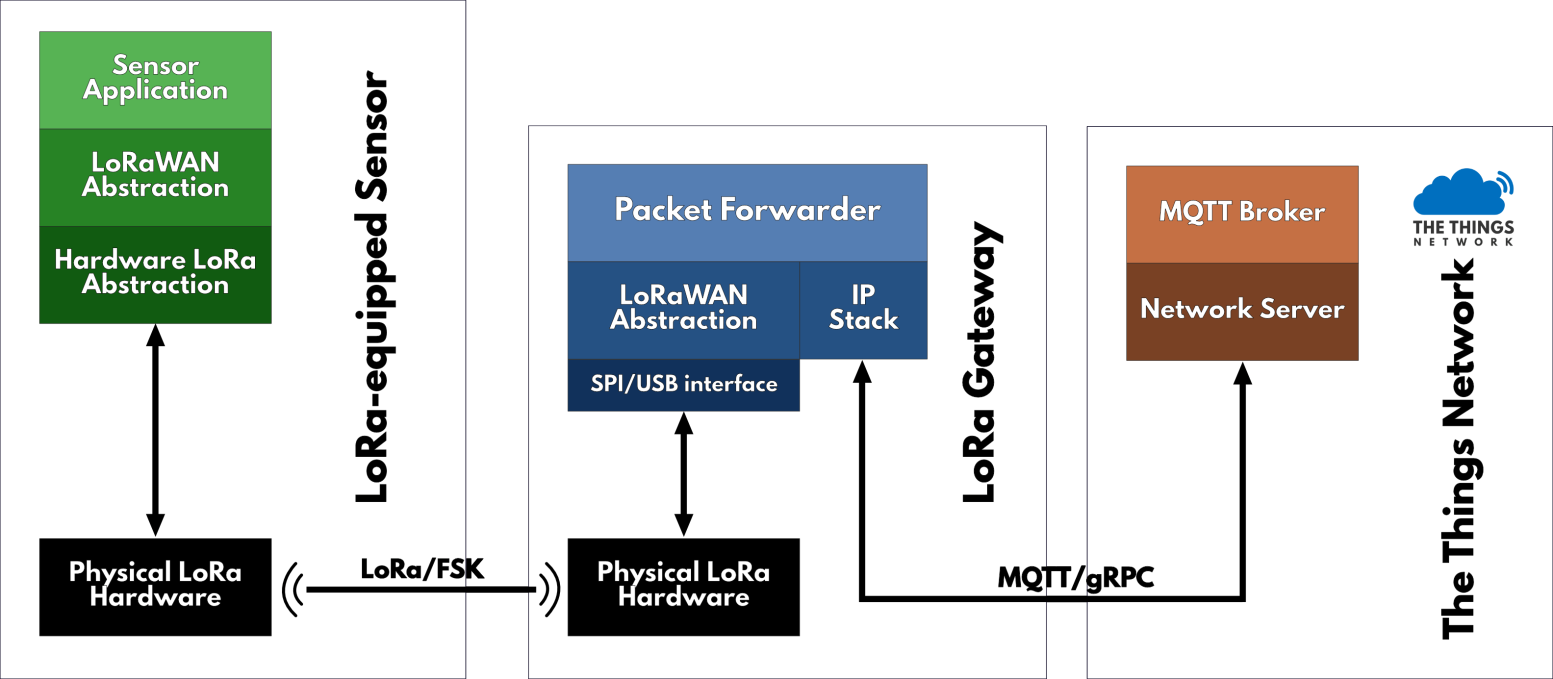 Sensor
Application
LoRaWAN
Abstraction
Hardware LoRa
Abstraction
Physical LoRa
Hardware
LoRa-equipped Sensor
LoRa/FSK
Packet Forwarder
LoRaWAN
Abstraction
IP
Stack
SPI/USB interface
Physical LoRa
Hardware
LoRa Gateway
MQTT/gRPC
MQTT Broker
Network Server
THE THINGS
NETWORK
The Things Network